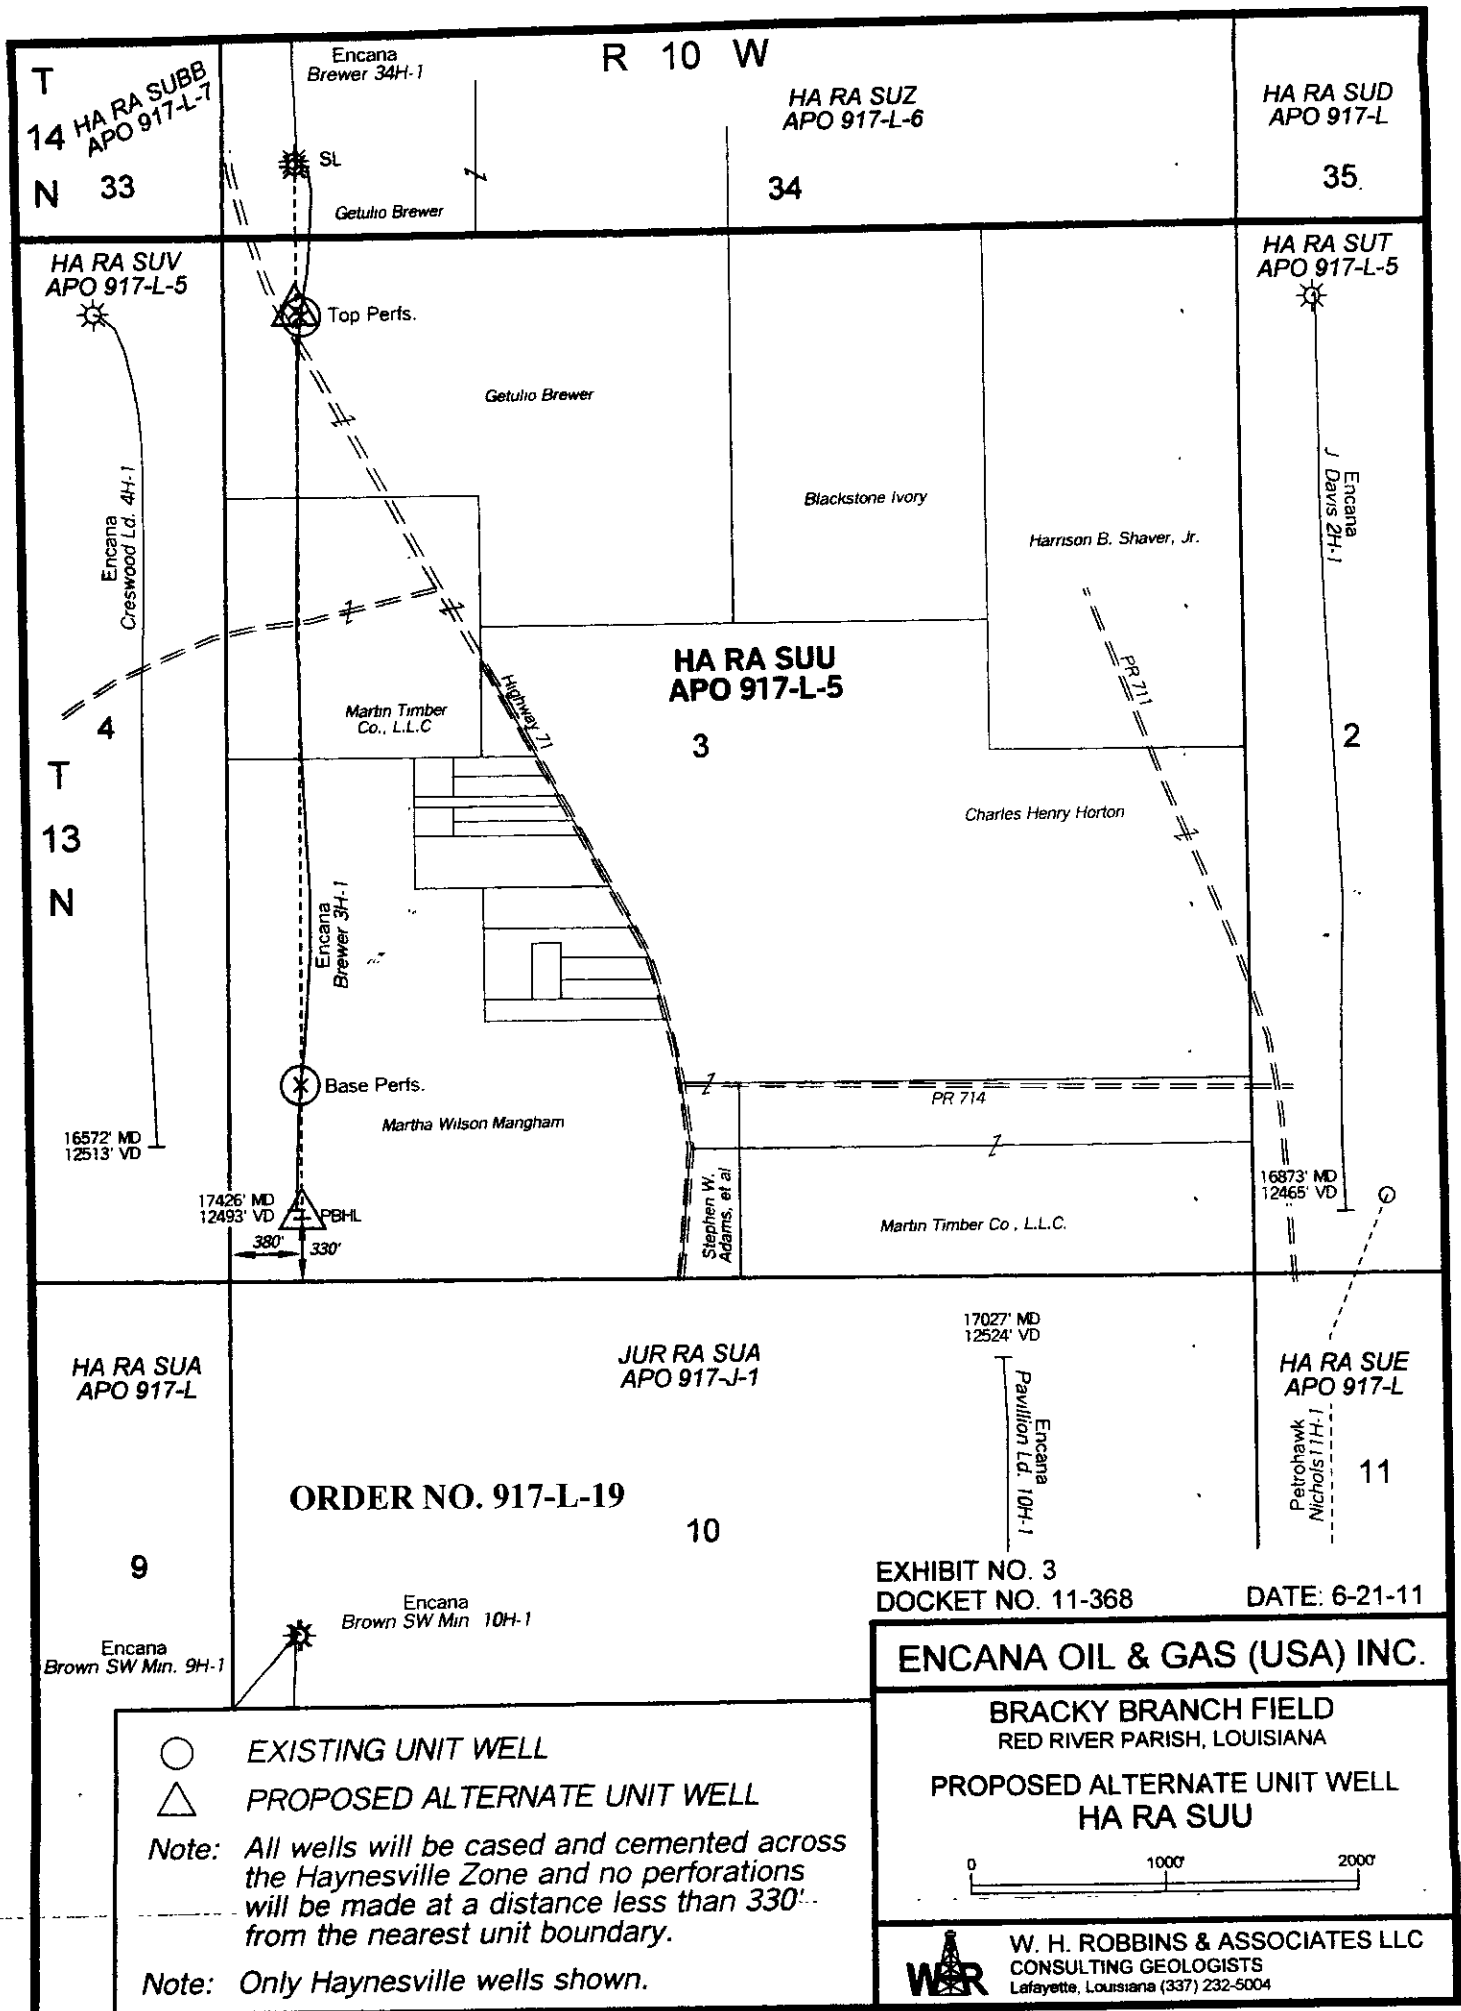 T
14
N
R 10 W
HA RA SUBB
APO 917-L-7
33
Encana
Brewer 34H-1
SL
Getulio Brewer
HA RA SUZ
APO 917-L-6
34
HA RA SUD
APO 917-L
35
HA RA SUV
APO 917-L-5
Top Perfs.
Getulio Brewer
HA RA SUT
APO 917-L-5
Encana
Creswood Ld. 4H-1
Blackstone Ivory
Harrison B. Shaver, Jr.
Encana
J Davis 2H-1
HA RA SUU
APO 917-L-5
3
Highway 71
PR 711
Martin Timber
Co., L.L.C
4
2
T
13
N
Charles Henry Horton
Encana
Brewer 3H-1
Base Perfs.
Martha Wilson Mangham
PR 714
16572' MD
12513' VD
17426' MD
12493' VD
PBHL
380'
330'
Stephen W.
Adams, et al
Martin Timber Co., L.L.C.
16873' MD
12465' VD
HA RA SUA
APO 917-L
JUR RA SUA
APO 917-J-1
17027' MD
12524' VD
Encana
Pavillion Ld. 10H-1
HA RA SUE
APO 917-L
Petrohawk
Nichols 11H-1
11
ORDER NO. 917-L-19
10
9
Encana
Brown SW Min 10H-1
Encana
Brown SW Min. 9H-1
EXHIBIT NO. 3
DOCKET NO. 11-368
DATE: 6-21-11
ENCANA OIL & GAS (USA) INC.
BRACKY BRANCH FIELD
RED RIVER PARISH, LOUISIANA
PROPOSED ALTERNATE UNIT WELL
HA RA SUU
0 1000' 2000'
W. H. ROBBINS & ASSOCIATES LLC
CONSULTING GEOLOGISTS
Lafayette, Louisiana (337) 232-5004
WR
EXISTING UNIT WELL
PROPOSED ALTERNATE UNIT WELL
Note: All wells will be cased and cemented across
the Haynesville Zone and no perforations
will be made at a distance less than 330'
from the nearest unit boundary.
Note: Only Haynesville wells shown.